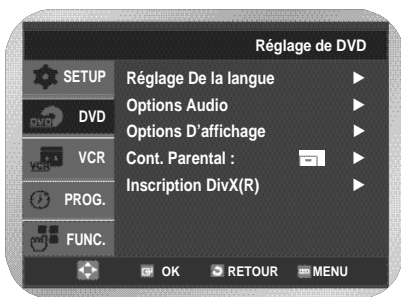 Réglage de DVD
SETUP
Réglage De la langue
Options Audio
DVD
Options D'affichage
VCR
Cont. Parental :
Inscription DivX(R)
PROG.
FUNC.
OK RETOUR MENU